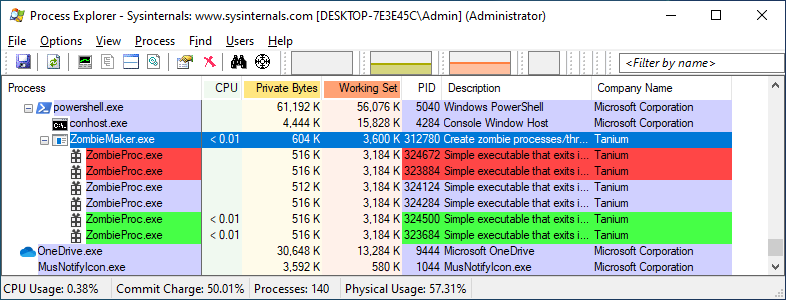 Process Explorer - Sysinternals: www.sysinternals.com [DESKTOP-7E3E45C\Admin] (Administrator)
File Options View Process Find Users Help
<Filter by name>
Process CPU Private Bytes Working Set PID Description Company Name
powershell.exe 61,192 K 56,076 K 5040 Windows PowerShell Microsoft Corporation
conhost.exe 4,444 K 15,828 K 4284 Console Window Host Microsoft Corporation
ZombieMaker.exe < 0.01 604 K 3,600 K 312780 Create zombie processes/thr... Tanium
ZombieProc.exe 516 K 3,184 K 324672 Simple executable that exits i... Tanium
ZombieProc.exe 516 K 3,184 K 323884 Simple executable that exits i... Tanium
ZombieProc.exe 512 K 3,184 K 324124 Simple executable that exits i... Tanium
ZombieProc.exe 516 K 3,184 K 324284 Simple executable that exits i... Tanium
ZombieProc.exe < 0.01 516 K 3,184 K 324500 Simple executable that exits i... Tanium
ZombieProc.exe < 0.01 516 K 3,184 K 323684 Simple executable that exits i... Tanium
OneDrive.exe 30,648 K 13,284 K 9444 Microsoft OneDrive Microsoft Corporation
MusNotifyIcon.exe 3,592 K 580 K 1044 MusNotifyIcon.exe Microsoft Corporation
CPU Usage: 0.38% Commit Charge: 50.01% Processes: 140 Physical Usage: 57.31%